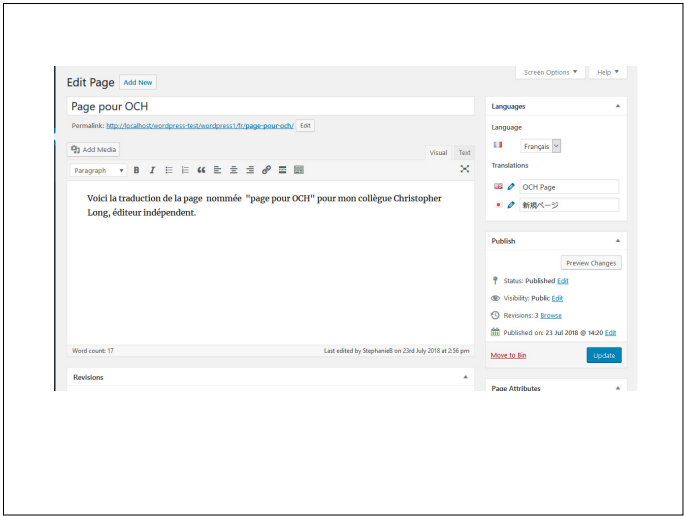 Screen Options ▼ Help ▼
Edit Page Add New
Page pour OCH
Permalink: http://localhost/wordpress-test/wordpress1/fr/page-pour-och/ Edit
Add Media
Visual Text
Paragraph ▼ B I
Voici la traduction de la page nommée "page pour OCH" pour mon collègue Christopher
Long, éditeur indépendant.
Word count: 17 Last edited by StephanieB on 23rd July 2018 at 2:56 pm
Revisions
Languages
Language
Français
Translations
OCH Page
新規ページ
Publish
Preview Changes
Status: Published Edit
Visibility: Public Edit
Revisions: 3 Browse
Published on: 23 Jul 2018 @ 14:20 Edit
Move to Bin Update
Page Attributes